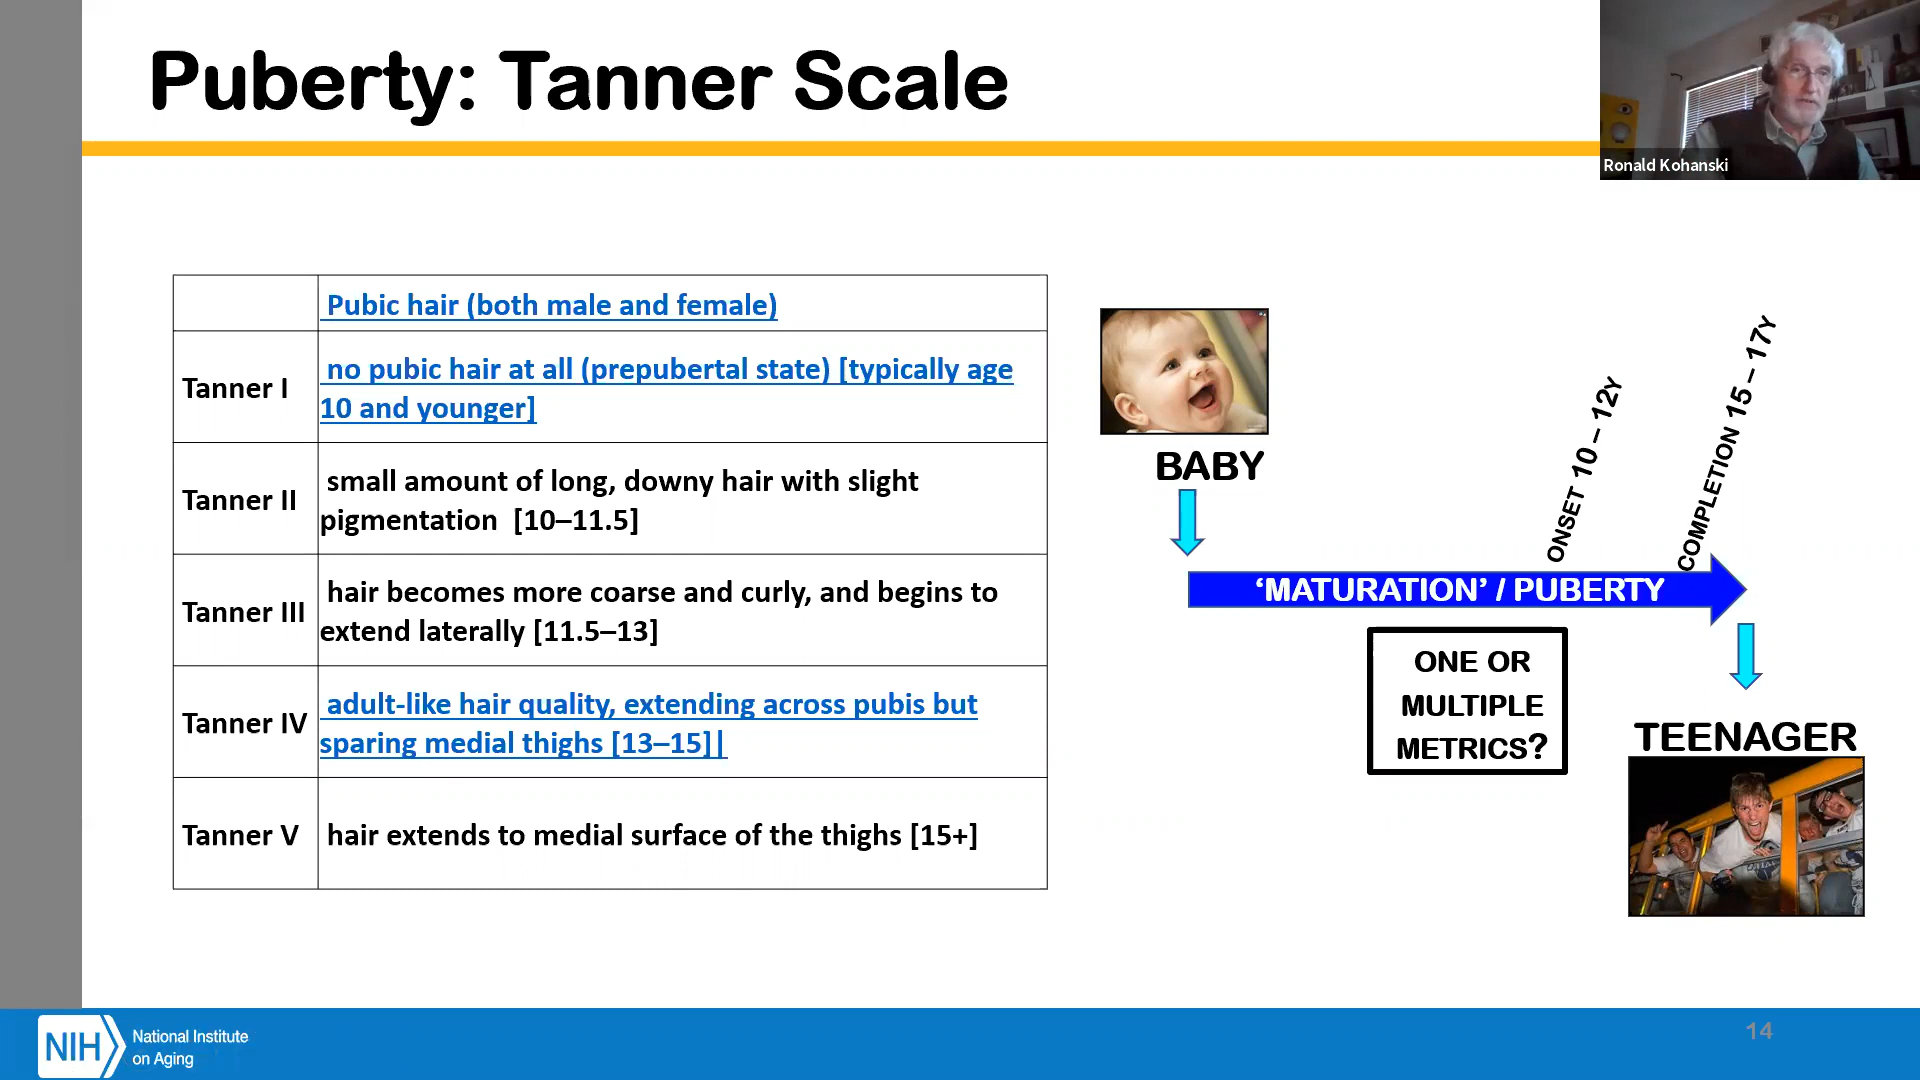 Puberty: Tanner Scale
Ronald Kohanski
Pubic hair (both male and female)
Tanner I
no pubic hair at all (prepubertal state) [typically age
10 and younger]
Tanner II
small amount of long, downy hair with slight
pigmentation [10–11.5]
Tanner III
hair becomes more coarse and curly, and begins to
extend laterally [11.5–13]
Tanner IV
adult-like hair quality, extending across pubis but
sparing medial thighs [13–15]|
Tanner V
hair extends to medial surface of the thighs [15+]
BABY
ONSET 10 – 12Y
COMPLETION 15 – 17Y
‘MATURATION’ / PUBERTY
ONE OR
MULTIPLE
METRICS?
TEENAGER
NIH
National Institute
on Aging
14